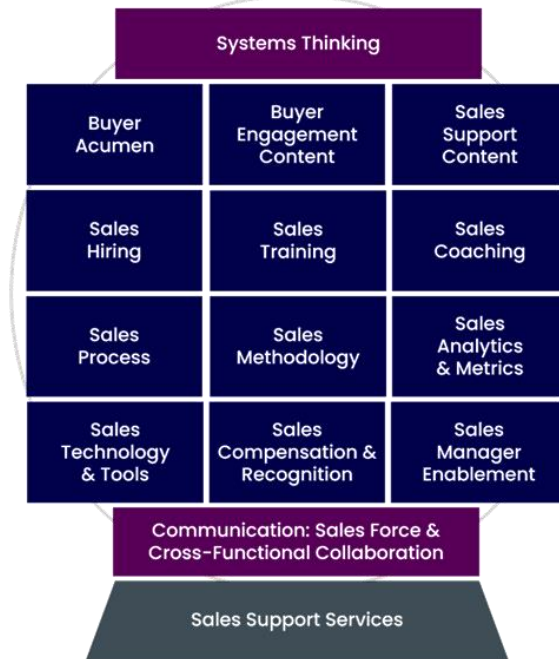 Systems Thinking
Buyer
Acumen
Buyer
Engagement
Content
Sales
Support
Content
Sales
Hiring
Sales
Training
Sales
Coaching
Sales
Process
Sales
Methodology
Sales
Analytics
& Metrics
Sales
Technology
& Tools
Sales
Compensation &
Recognition
Sales
Manager
Enablement
Communication: Sales Force &
Cross-Functional Collaboration
Sales Support Services